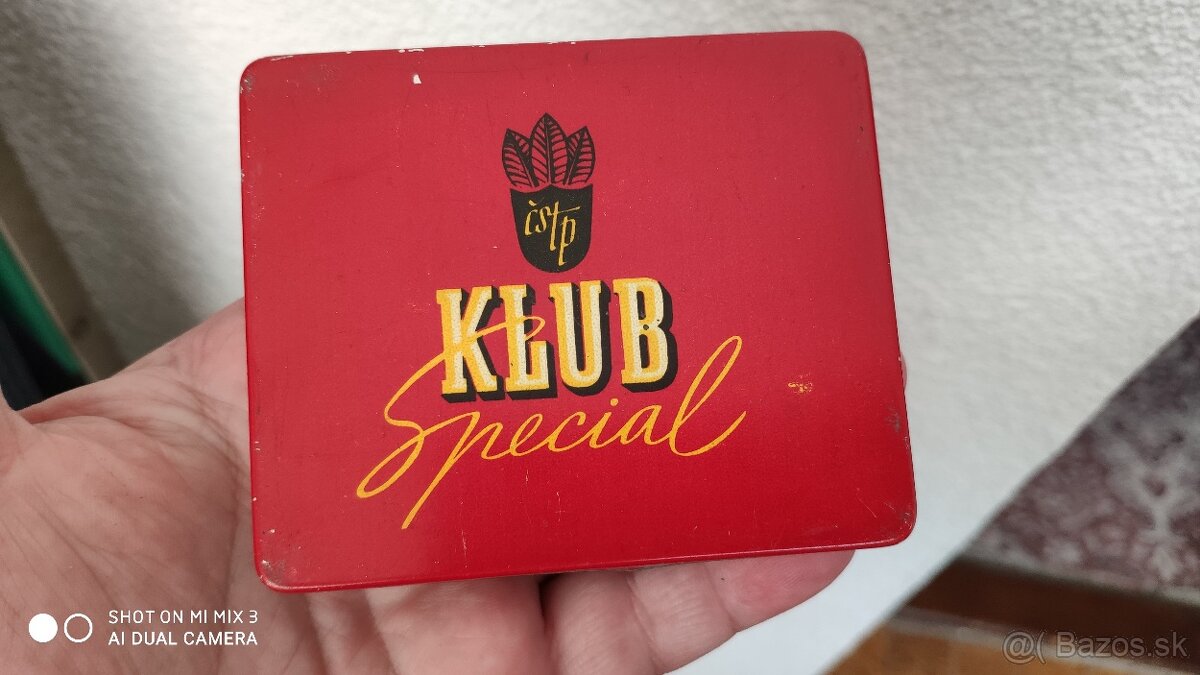 čstp
KLUB
Special
SHOT ON MI MIX 3
AI DUAL CAMERA
@( Bazos.sk